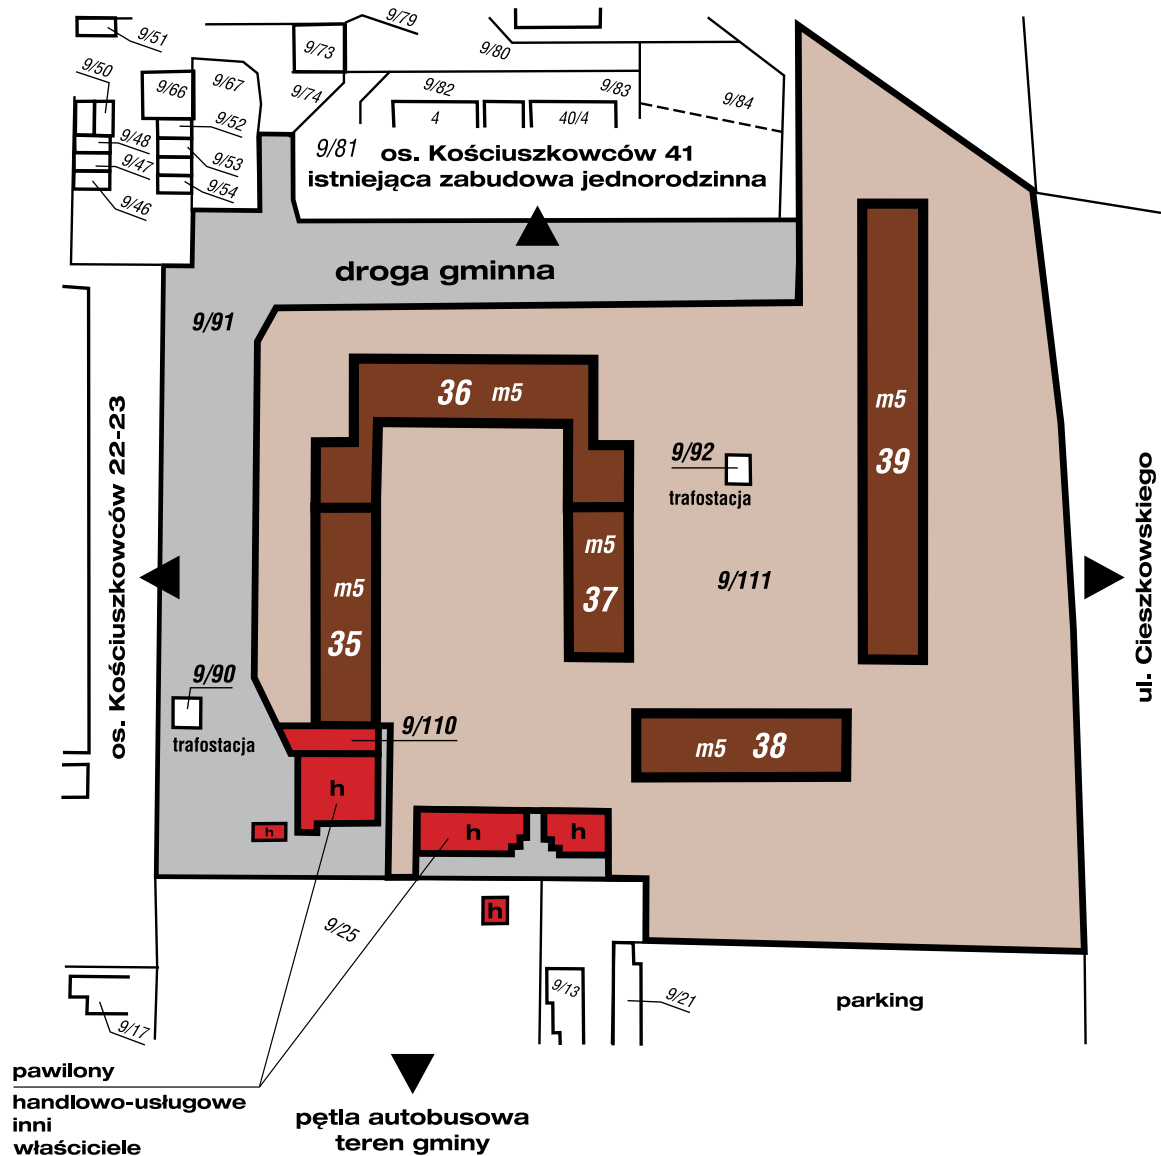 9/79
9/51
9/73
9/80
9/50
9/66
9/67
9/74
9/82
9/83
9/84
4
40/4
9/52
9/48
9/53
9/47
9/54
9/46
9/81
os. Kościuszkowców 41
istniejąca zabudowa jednorodzinna
droga gminna
9/91
36 m5
m5
39
9/92
trafostacja
os. Kościuszkowców 22-23
ul. Cieszkowskiego
m5
37
9/111
m5
35
9/90
trafostacja
9/110
m5 38
h
h
h
h
h
9/25
9/13
9/21
parking
9/17
pawilony
handlowo-usługowe
inni
właściciele
pętla autobusowa
teren gminy